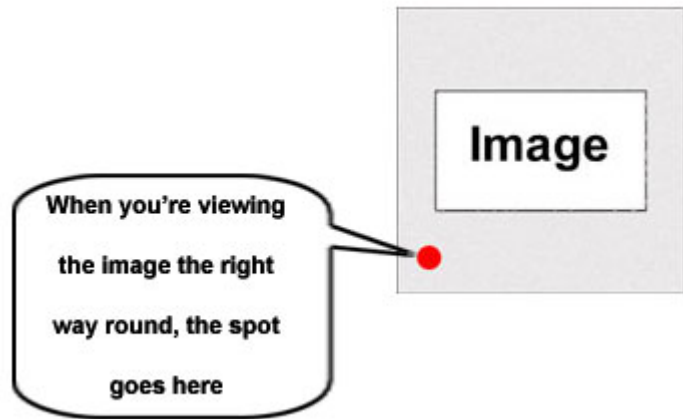 Image
When you're viewing
the image the right
way round, the spot
goes here